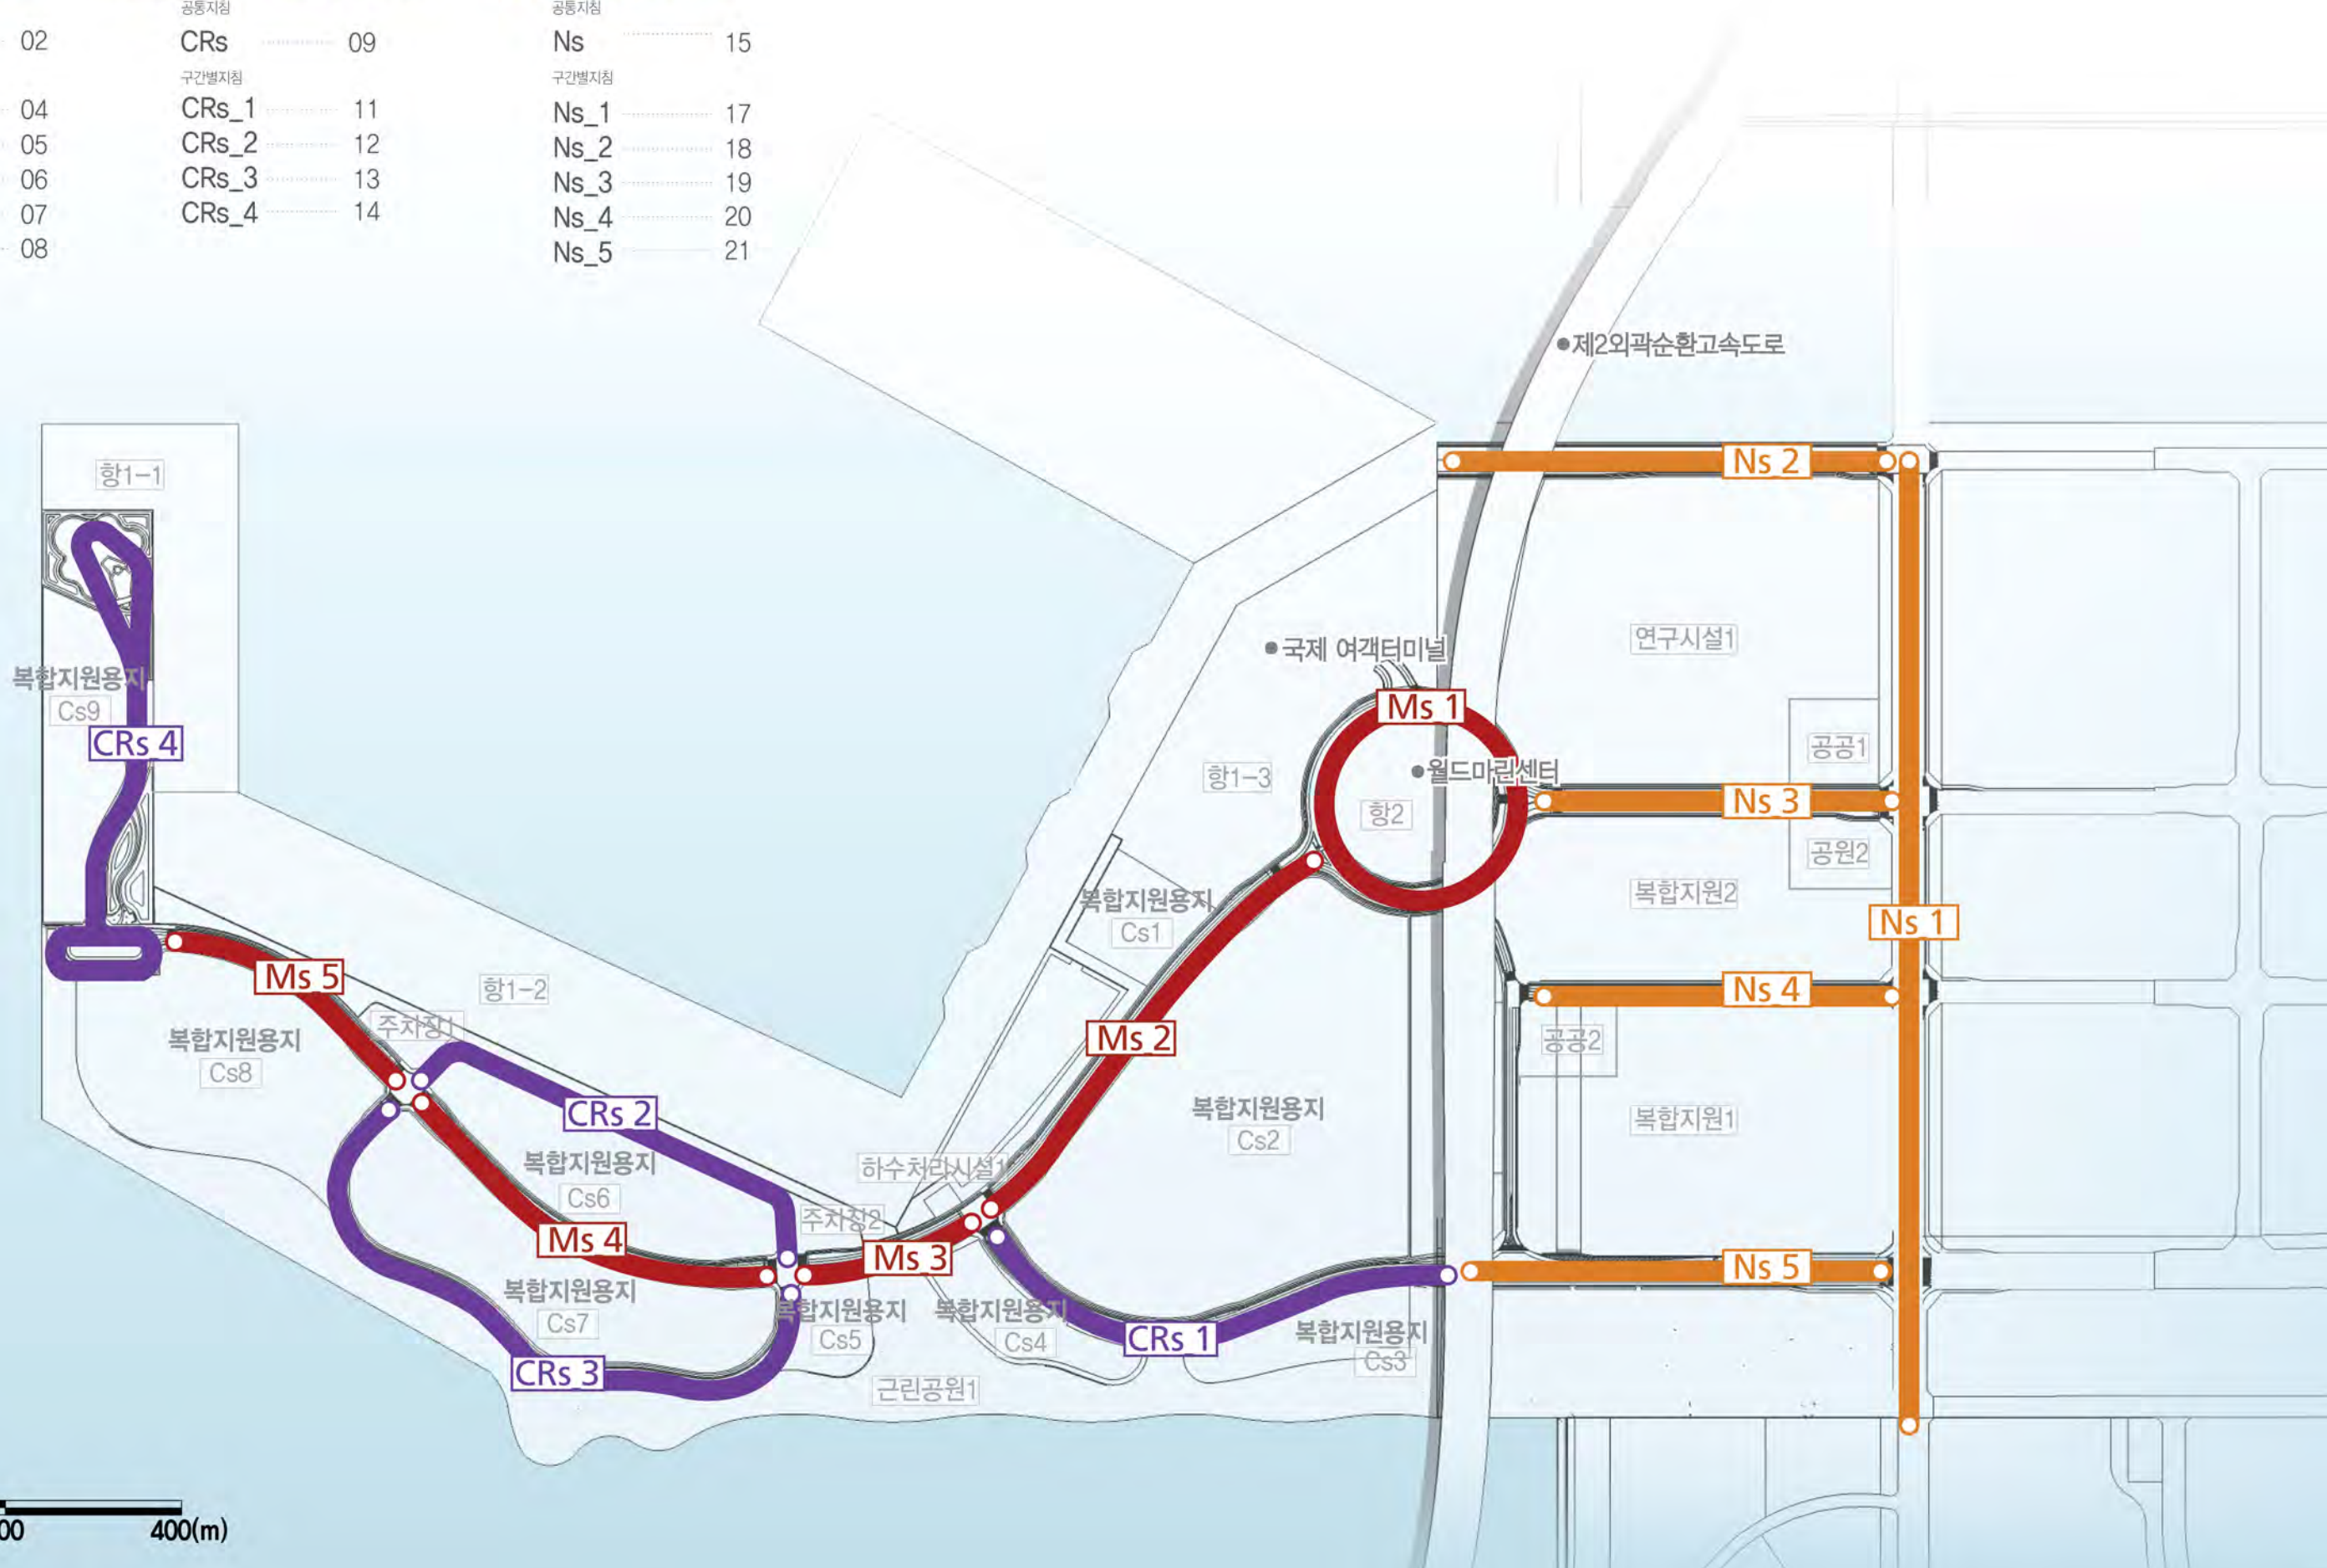 공통지침
공통지침
02
CRs 09
Ns 15
구간별지침
구간별지침
04
CRs_1 11
Ns_1 17
05
CRs_2 12
Ns_2 18
06
CRs_3 13
Ns_3 19
07
CRs_4 14
Ns_4 20
08
Ns_5 21
제2외곽순환고속도로
항1-1
Ns 2
국제 여객터미널
연구시설1
복합지원용지
Cs9
Ms 1
CRs 4
공공1
항1-3
월드마린센터
항2
Ns 3
공원2
복합지원2
복합지원용지
Cs1
Ns 1
Ms 5
항1-2
Ns 4
주차장1
복합지원용지
Cs8
Ms 2
공공2
CRs 2
복합지원용지
Cs2
복합지원1
하수처리시설1
복합지원용지
Cs6
주차장2
Ms 4
Ms 3
Ns 5
복합지원용지
Cs7
복합지원용지
Cs5
복합지원용지
Cs4
CRs 1
복합지원용지
Cs3
CRs 3
근린공원1
00 400(m)